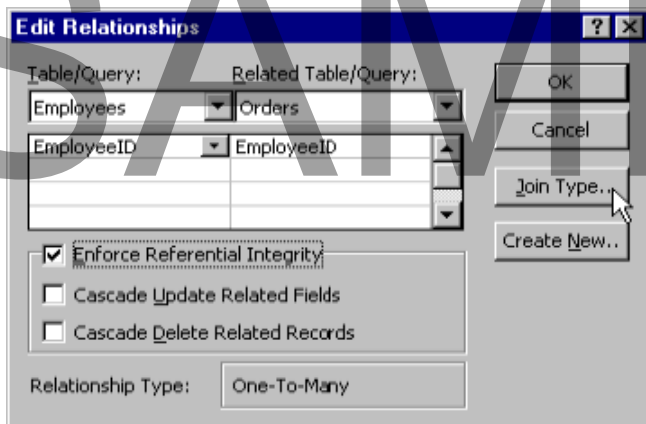 Edit Relationships
Table/Query: Related Table/Query:
Employees Orders
EmployeeID EmployeeID
OK
Cancel
Join Type..
Create New..
Enforce Referential Integrity
Cascade Update Related Fields
Cascade Delete Related Records
Relationship Type: One-To-Many